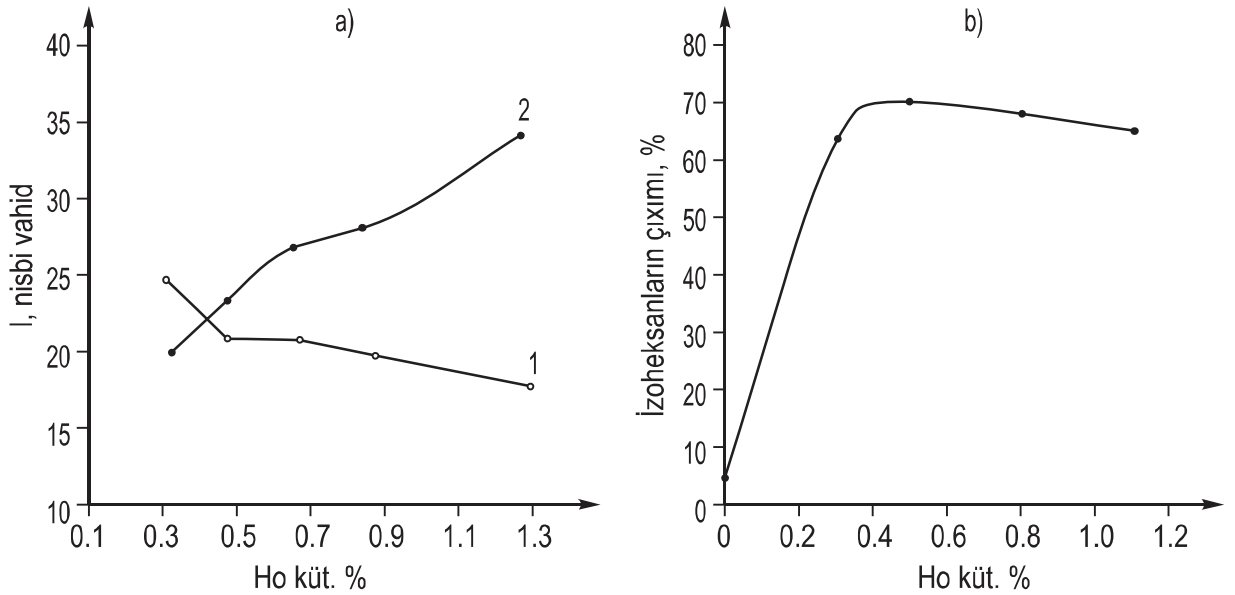 a)
40
35
30
25
20
15
10
I, nisbi vahid
2
1
0.1 0.3 0.5 0.7 0.9 1.1 1.3
Ho küt. %
b)
80
70
60
50
40
30
20
10
0
İzoheksanların çıxımı, %
0 0.2 0.4 0.6 0.8 1.0 1.2
Ho küt. %